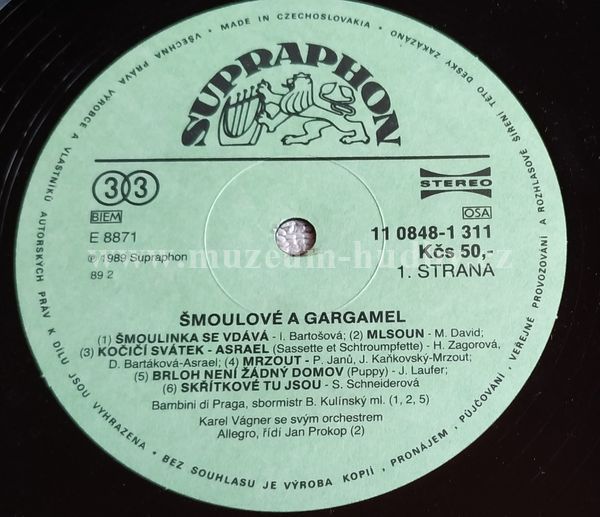 VŠECHNA PRÁVA VÝROBCE A VLASTNÍKŮ AUTORSKÝCH PRÁV K DÍLU JSOU VYHRAZENA • BEZ SOUHLASU JE VÝROBA KOPIÍ, PRONÁJEM, PŮJČOVÁNÍ, VEŘEJNÉ PROVOZOVÁNÍ A ROZHLASOVÉ ŠÍŘENÍ TÉTO DESKY ZAKÁZÁNO • MADE IN CZECHOSLOVAKIA •
SUPRAPHON
33
STEREO
BIEM
OSA
E 8871
11 0848-1 311
Kčs 50,-
℗ 1989 Supraphon
1. STRANA
89 2
www.muzeum-hudby.cz
ŠMOULOVÉ A GARGAMEL
(1) ŠMOULINKA SE VDÁVÁ - I. Bartošová; (2) MLSOUN - M. David;
(3) KOČIČÍ SVÁTEK - ASRAEL (Sassette et Schtroumpfette) - H. Zagorová,
D. Bartáková-Asrael; (4) MRZOUT - P. Janů, J. Kaňkovský-Mrzout;
(5) BRLOH NENÍ ŽÁDNÝ DOMOV (Puppy) - J. Laufer;
(6) SKŘÍTKOVÉ TU JSOU - S. Schneiderová
Bambini di Praga, sbormistr B. Kulínský ml. (1, 2, 5)
Karel Vágner se svým orchestrem
Allegro, řídí Jan Prokop (2)